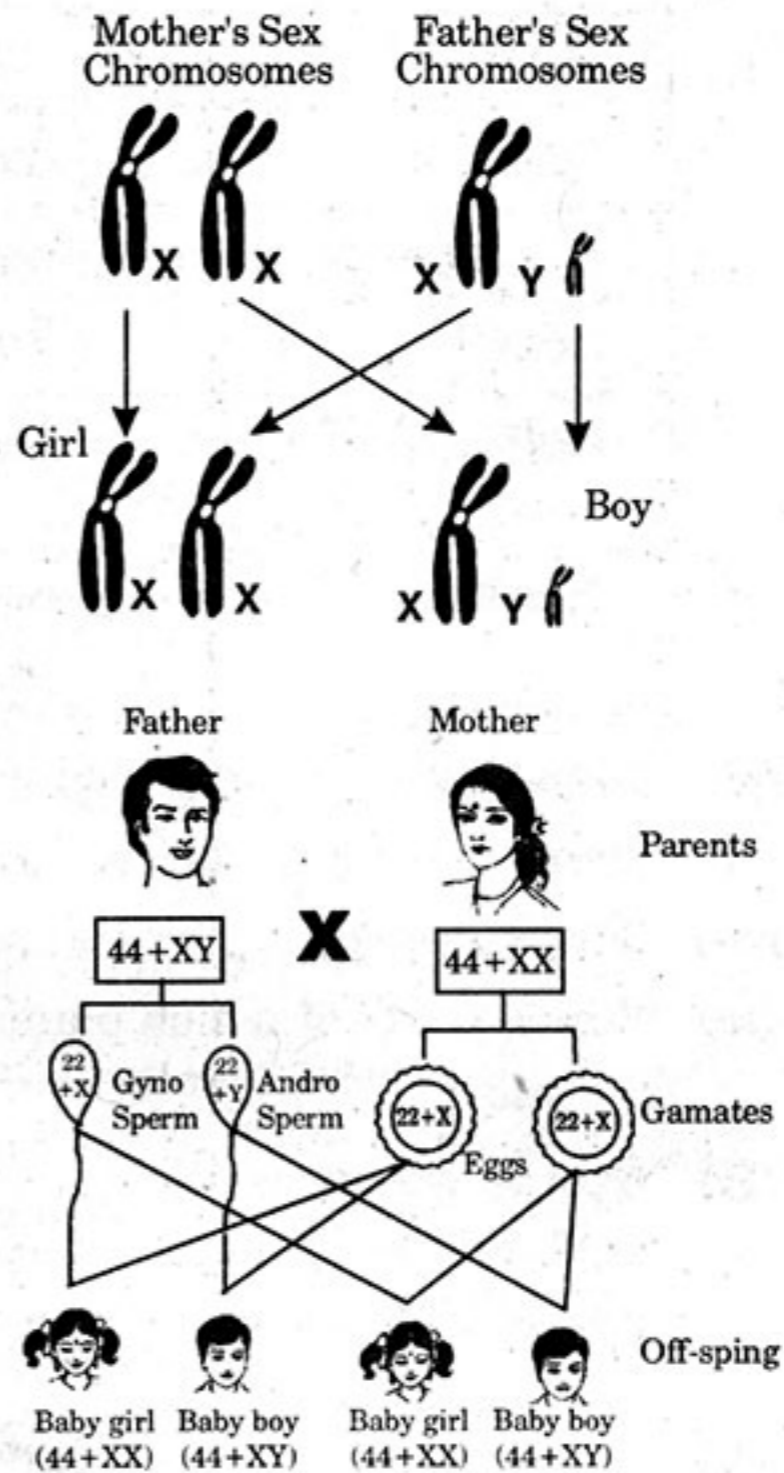 Mother's Sex
Chromosomes
Father's Sex
Chromosomes
X
X
X
Y
Girl
Boy
X
X
X
Y
Father
Mother
Parents
44+XY
X
44+XX
22
+X
Gyno
Sperm
22
+Y
Andro
Sperm
22+X
22+X
Gamates
Eggs
Off-sping
Baby girl
(44+XX)
Baby boy
(44+XY)
Baby girl
(44+XX)
Baby boy
(44+XY)